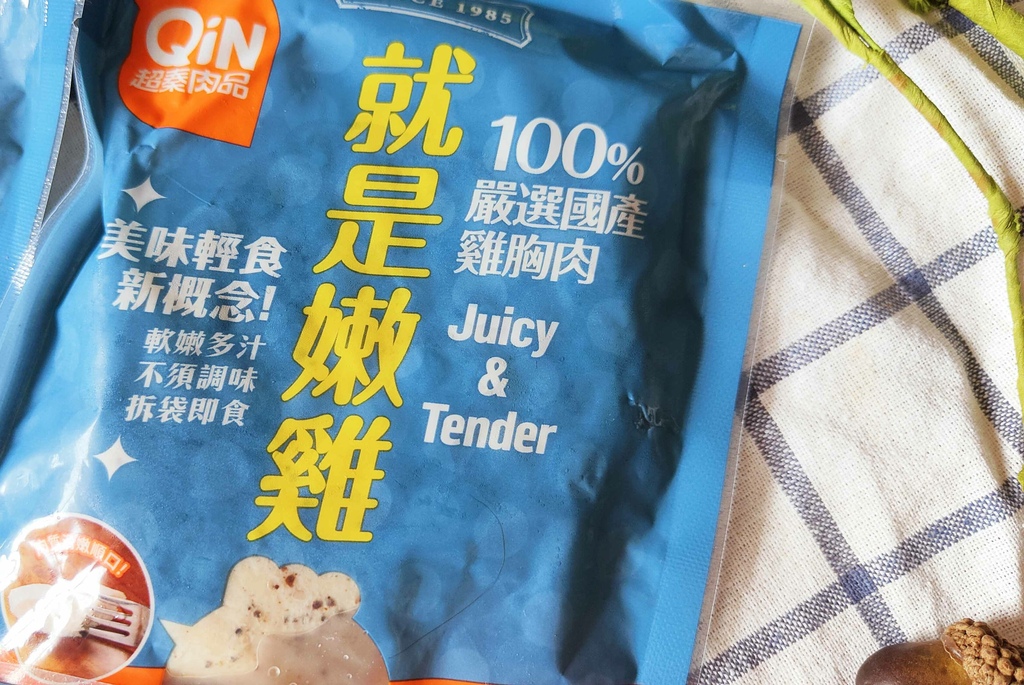 SINCE 1985
QiN
超秦肉品
就是嫩雞
100%
嚴選國產
雞胸肉
Juicy
&
Tender
美味輕食
新概念!
軟嫩多汁
不須調味
拆袋即食